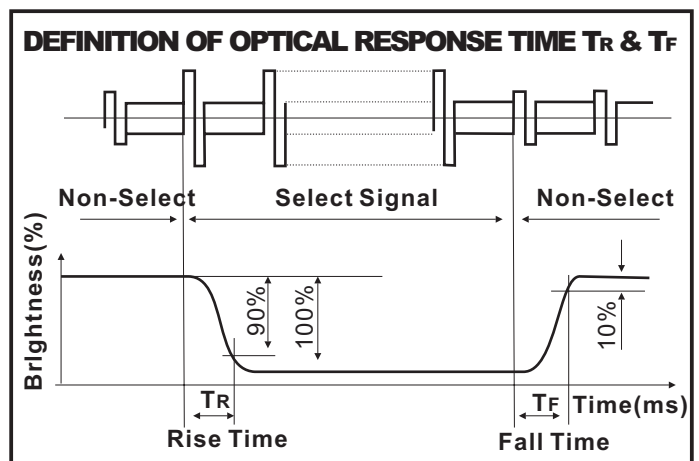 DEFINITION OF OPTICAL RESPONSE TIME TR & TF
Non-Select Select Signal Non-Select
Brightness(%)
90%
100%
10%
TR
TF Time(ms)
Rise Time
Fall Time